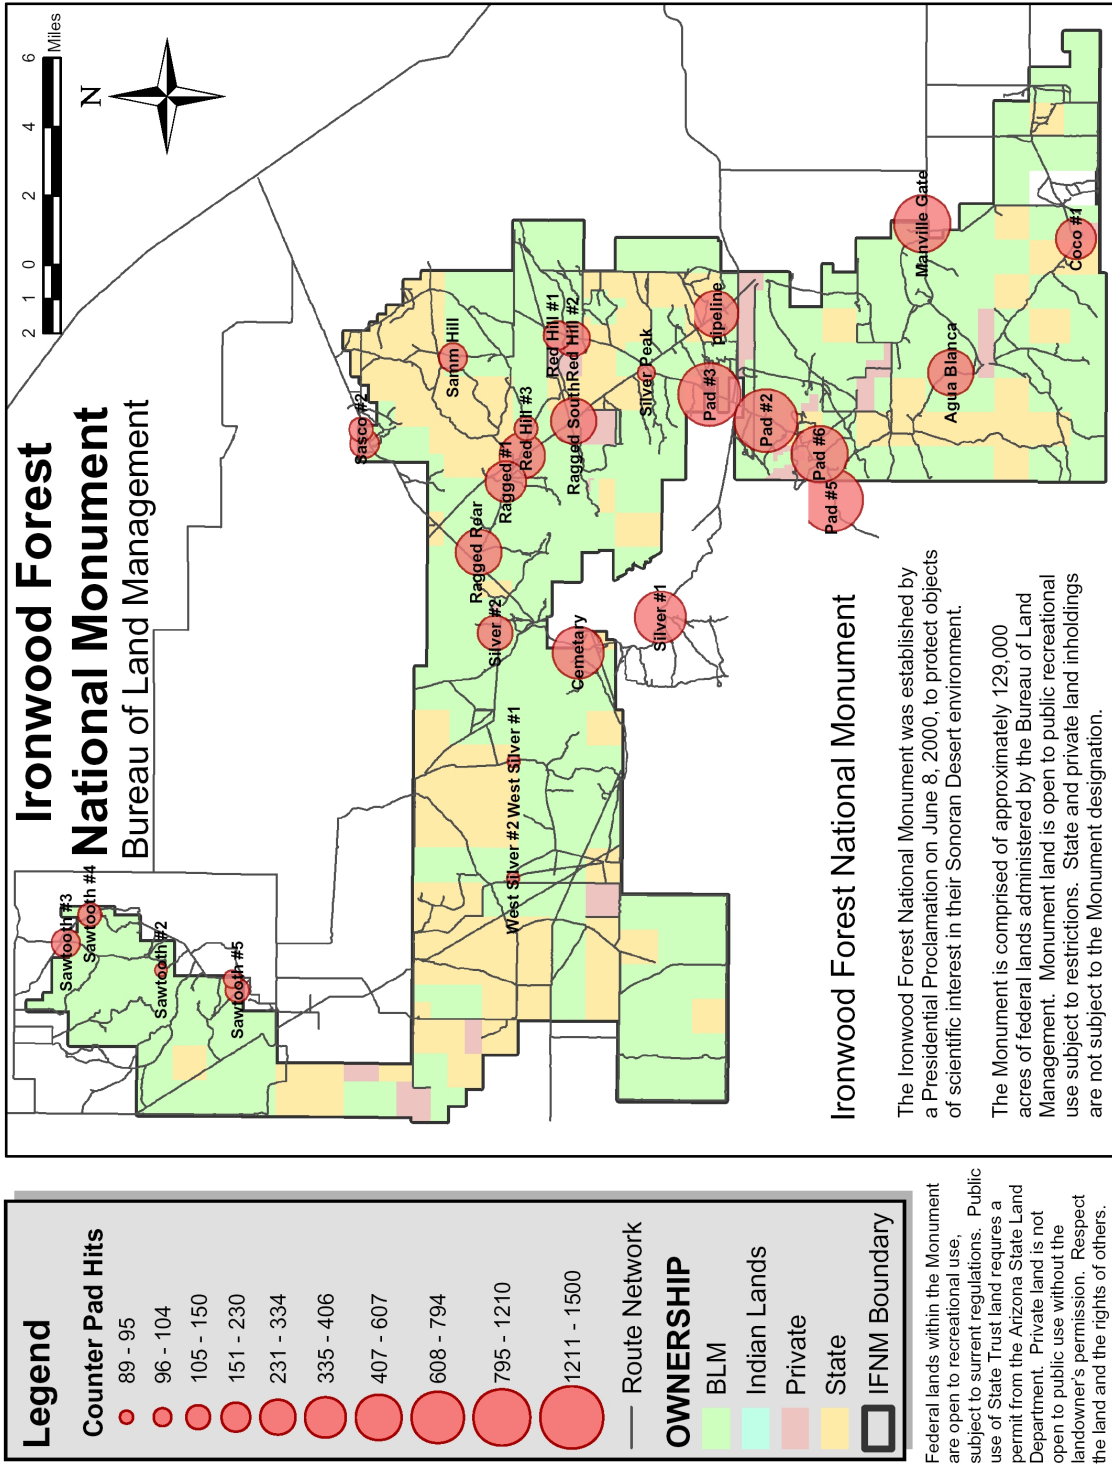 Ironwood Forest
National Monument
Bureau of Land Management
2 1 0 2 4 6
Miles
N
Sawtooth #3
Sawtooth #4
Sawtooth #2
Sawtooth #5
Sasco #2
Samm Hill
Red Hill #1
Red Hill #2
Red Hill #3
Ragged #1
Ragged South
Ragged Rear
Silver #2
Silver Peak
pipeline
Pad #3
Pad #2
Pad #6
Pad #5
Cemetary
Silver #1
West Silver #1
West Silver #2
Manville Gate
Agua Blanca
Coco #1
Ironwood Forest National Monument
The Ironwood Forest National Monument was established by
a Presidential Proclamation on June 8, 2000, to protect objects
of scientific interest in their Sonoran Desert environment.
The Monument is comprised of approximately 129,000
acres of federal lands administered by the Bureau of Land
Management. Monument land is open to public recreational
use subject to restrictions. State and private land inholdings
are not subject to the Monument designation.
Legend
Counter Pad Hits
89 - 95
96 - 104
105 - 150
151 - 230
231 - 334
335 - 406
407 - 607
608 - 794
795 - 1210
1211 - 1500
Route Network
OWNERSHIP
BLM
Indian Lands
Private
State
IFNM Boundary
Federal lands within the Monument
are open to recreational use,
subject to surrent regulations. Public
use of State Trust land requres a
permit from the Arizona State Land
Department. Private land is not
open to public use without the
landowner's permission. Respect
the land and the rights of others.